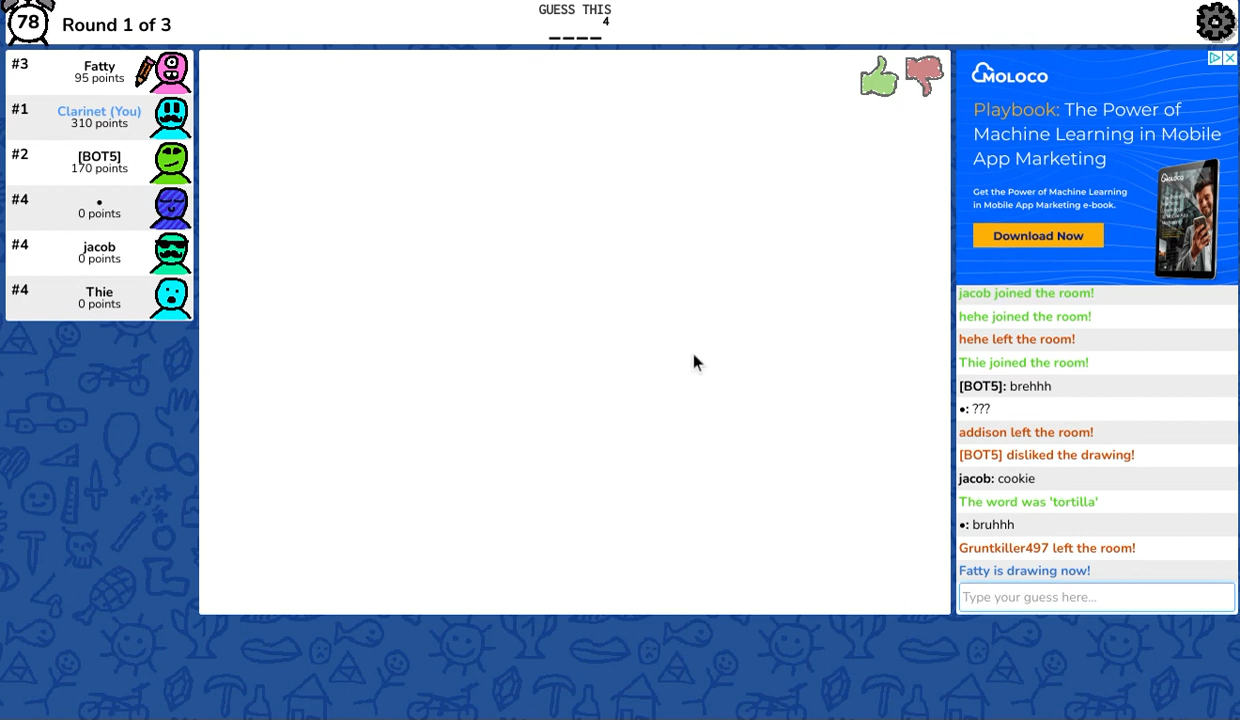 78
Round 1 of 3
GUESS THIS
4
____
#3
Fatty
95 points
#1
Clarinet (You)
310 points
#2
[BOT5]
170 points
#4
•
0 points
#4
jacob
0 points
#4
Thie
0 points
MOLOCO
Playbook: The Power of
Machine Learning in Mobile
App Marketing
Get the Power of Machine Learning
in Mobile App Marketing e-book.
Download Now
jacob joined the room!
hehe joined the room!
hehe left the room!
Thie joined the room!
[BOT5]: brehhh
•: ???
addison left the room!
[BOT5] disliked the drawing!
jacob: cookie
The word was 'tortilla'
•: bruhhh
Gruntkiller497 left the room!
Fatty is drawing now!
Type your guess here...